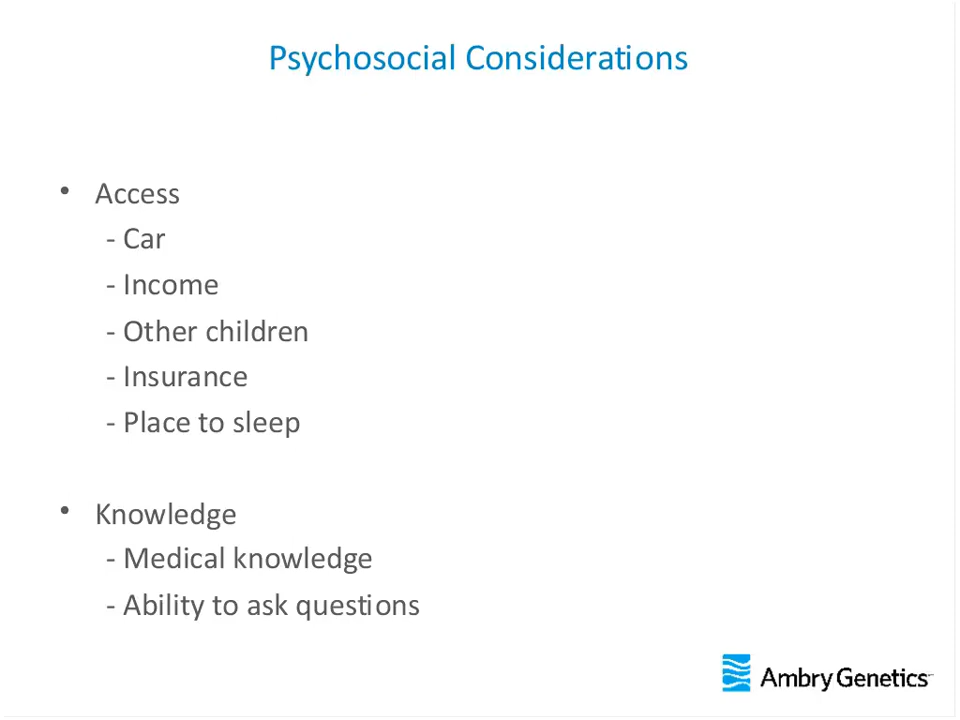 Psychosocial Considerations
• Access
- Car
- Income
- Other children
- Insurance
- Place to sleep
• Knowledge
- Medical knowledge
- Ability to ask questions
Ambry Genetics